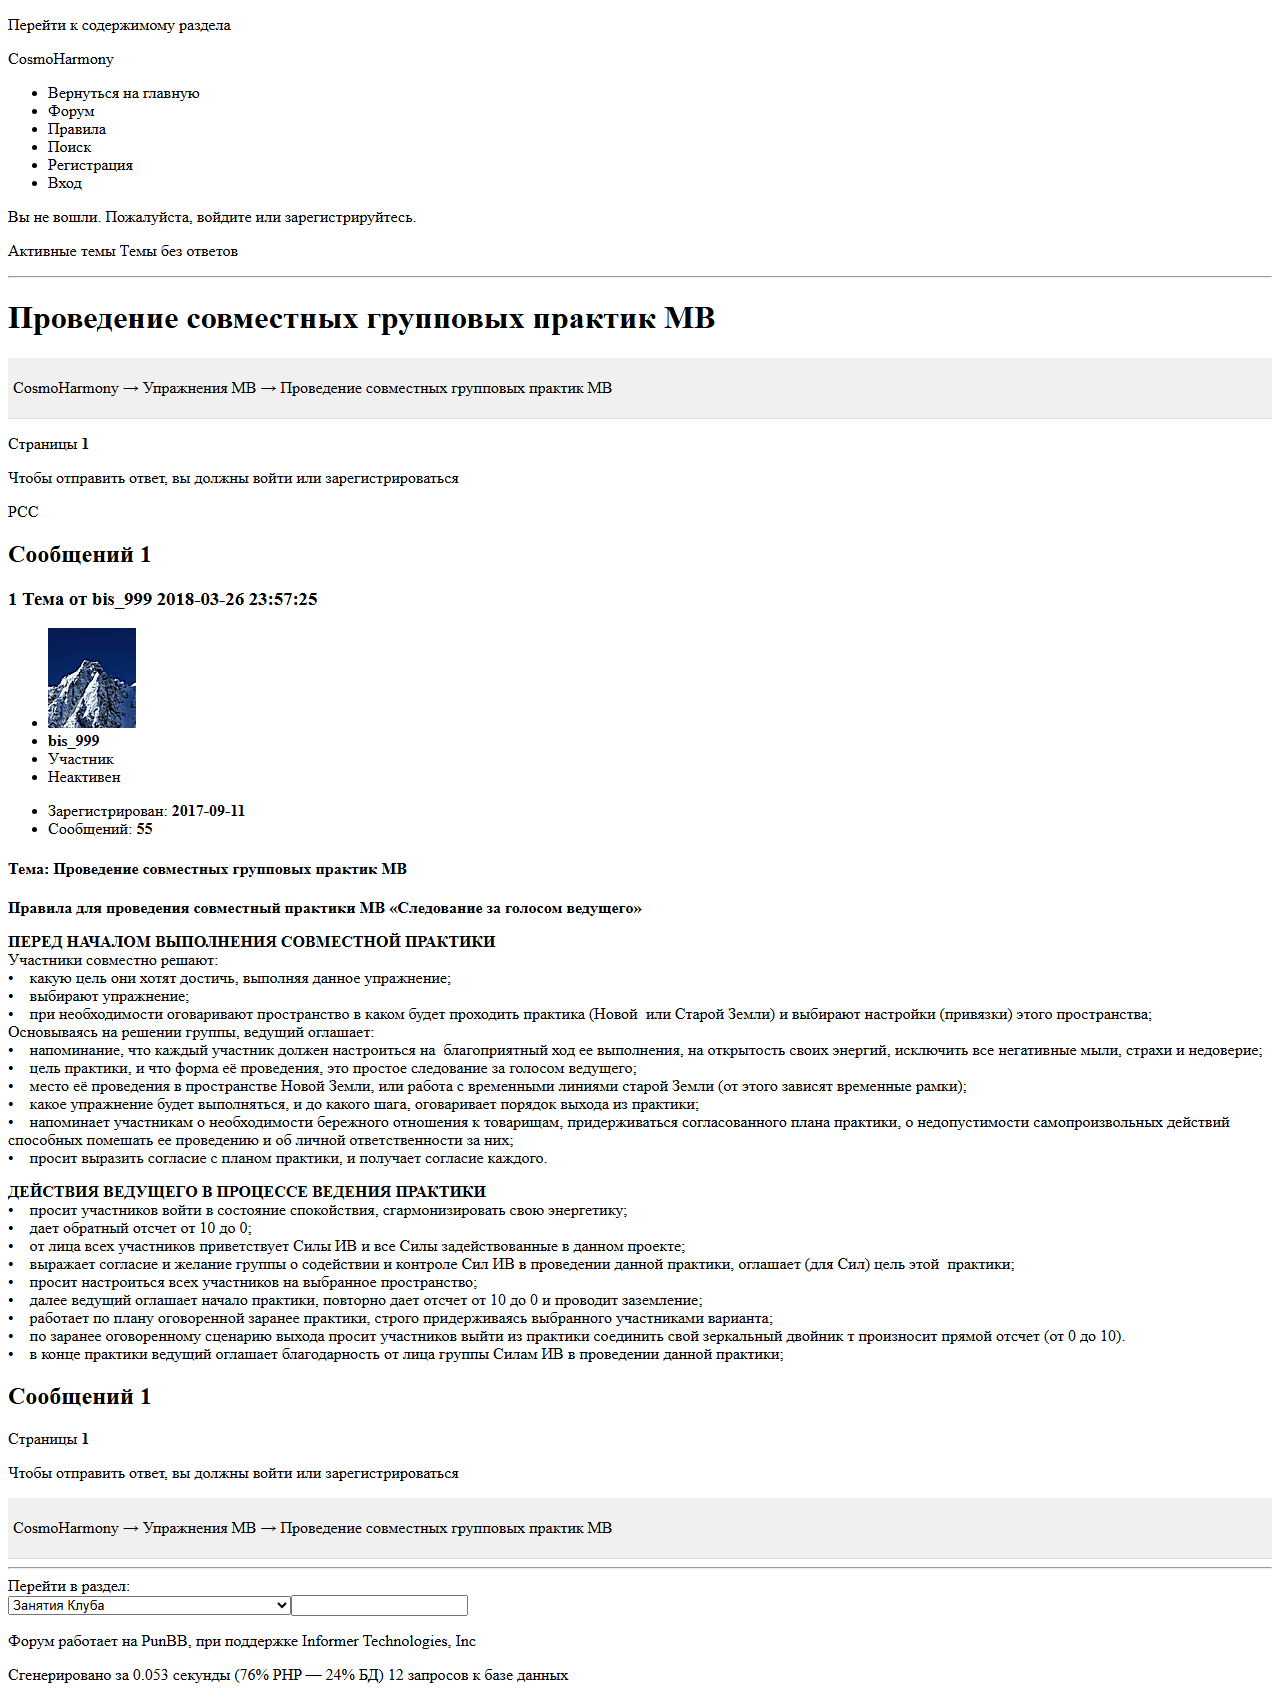 Перейти к содержимому раздела
CosmoHarmony
• Вернуться на главную
• Форум
• Правила
• Поиск
• Регистрация
• Вход
Вы не вошли. Пожалуйста, войдите или зарегистрируйтесь.
Активные темы Темы без ответов
Проведение совместных групповых практик МВ
CosmoHarmony → Упражнения МВ → Проведение совместных групповых практик МВ
Страницы 1
Чтобы отправить ответ, вы должны войти или зарегистрироваться
РСС
Сообщений 1
1 Тема от bis_999 2018-03-26 23:57:25
• bis_999
• Участник
• Неактивен
• Зарегистрирован: 2017-09-11
• Сообщений: 55
Тема: Проведение совместных групповых практик МВ
Правила для проведения совместный практики МВ «Следование за голосом ведущего»
ПЕРЕД НАЧАЛОМ ВЫПОЛНЕНИЯ СОВМЕСТНОЙ ПРАКТИКИ
Участники совместно решают:
• какую цель они хотят достичь, выполняя данное упражнение;
• выбирают упражнение;
• при необходимости оговаривают пространство в каком будет проходить практика (Новой или Старой Земли) и выбирают настройки (привязки) этого пространства;
Основываясь на решении группы, ведущий оглашает:
• напоминание, что каждый участник должен настроиться на благоприятный ход ее выполнения, на открытость своих энергий, исключить все негативные мыли, страхи и недоверие;
• цель практики, и что форма её проведения, это простое следование за голосом ведущего;
• место её проведения в пространстве Новой Земли, или работа с временными линиями старой Земли (от этого зависят временные рамки);
• какое упражнение будет выполняться, и до какого шага, оговаривает порядок выхода из практики;
• напоминает участникам о необходимости бережного отношения к товарищам, придерживаться согласованного плана практики, о недопустимости самопроизвольных действий
способных помешать ее проведению и об личной ответственности за них;
• просит выразить согласие с планом практики, и получает согласие каждого.
ДЕЙСТВИЯ ВЕДУЩЕГО В ПРОЦЕССЕ ВЕДЕНИЯ ПРАКТИКИ
• просит участников войти в состояние спокойствия, сгармонизировать свою энергетику;
• дает обратный отсчет от 10 до 0;
• от лица всех участников приветствует Силы ИВ и все Силы задействованные в данном проекте;
• выражает согласие и желание группы о содействии и контроле Сил ИВ в проведении данной практики, оглашает (для Сил) цель этой практики;
• просит настроиться всех участников на выбранное пространство;
• далее ведущий оглашает начало практики, повторно дает отсчет от 10 до 0 и проводит заземление;
• работает по плану оговоренной заранее практики, строго придерживаясь выбранного участниками варианта;
• по заранее оговоренному сценарию выхода просит участников выйти из практики соединить свой зеркальный двойник т произносит прямой отсчет (от 0 до 10).
• в конце практики ведущий оглашает благодарность от лица группы Силам ИВ в проведении данной практики;
Сообщений 1
Страницы 1
Чтобы отправить ответ, вы должны войти или зарегистрироваться
CosmoHarmony → Упражнения МВ → Проведение совместных групповых практик МВ
Перейти в раздел:
Занятия Клуба
Форум работает на PunBB, при поддержке Informer Technologies, Inc
Сгенерировано за 0.053 секунды (76% PHP — 24% БД) 12 запросов к базе данных